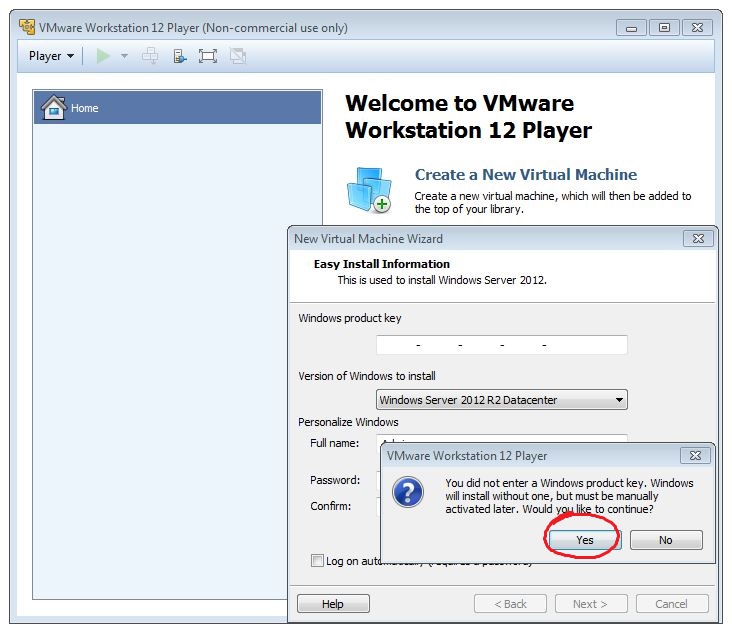 VMware Workstation 12 Player (Non-commercial use only)
Player
Home
Welcome to VMware
Workstation 12 Player
Create a New Virtual Machine
Create a new virtual machine, which will then be added to
the top of your library.
New Virtual Machine Wizard
Easy Install Information
This is used to install Windows Server 2012.
Windows product key
- - - -
Version of Windows to install
Windows Server 2012 R2 Datacenter
Personalize Windows
Full name:
Password:
Confirm:
VMware Workstation 12 Player
You did not enter a Windows product key. Windows
will install without one, but must be manually
activated later. Would you like to continue?
Yes
No
Log on automatically (requires a password)
Help
< Back
Next >
Cancel